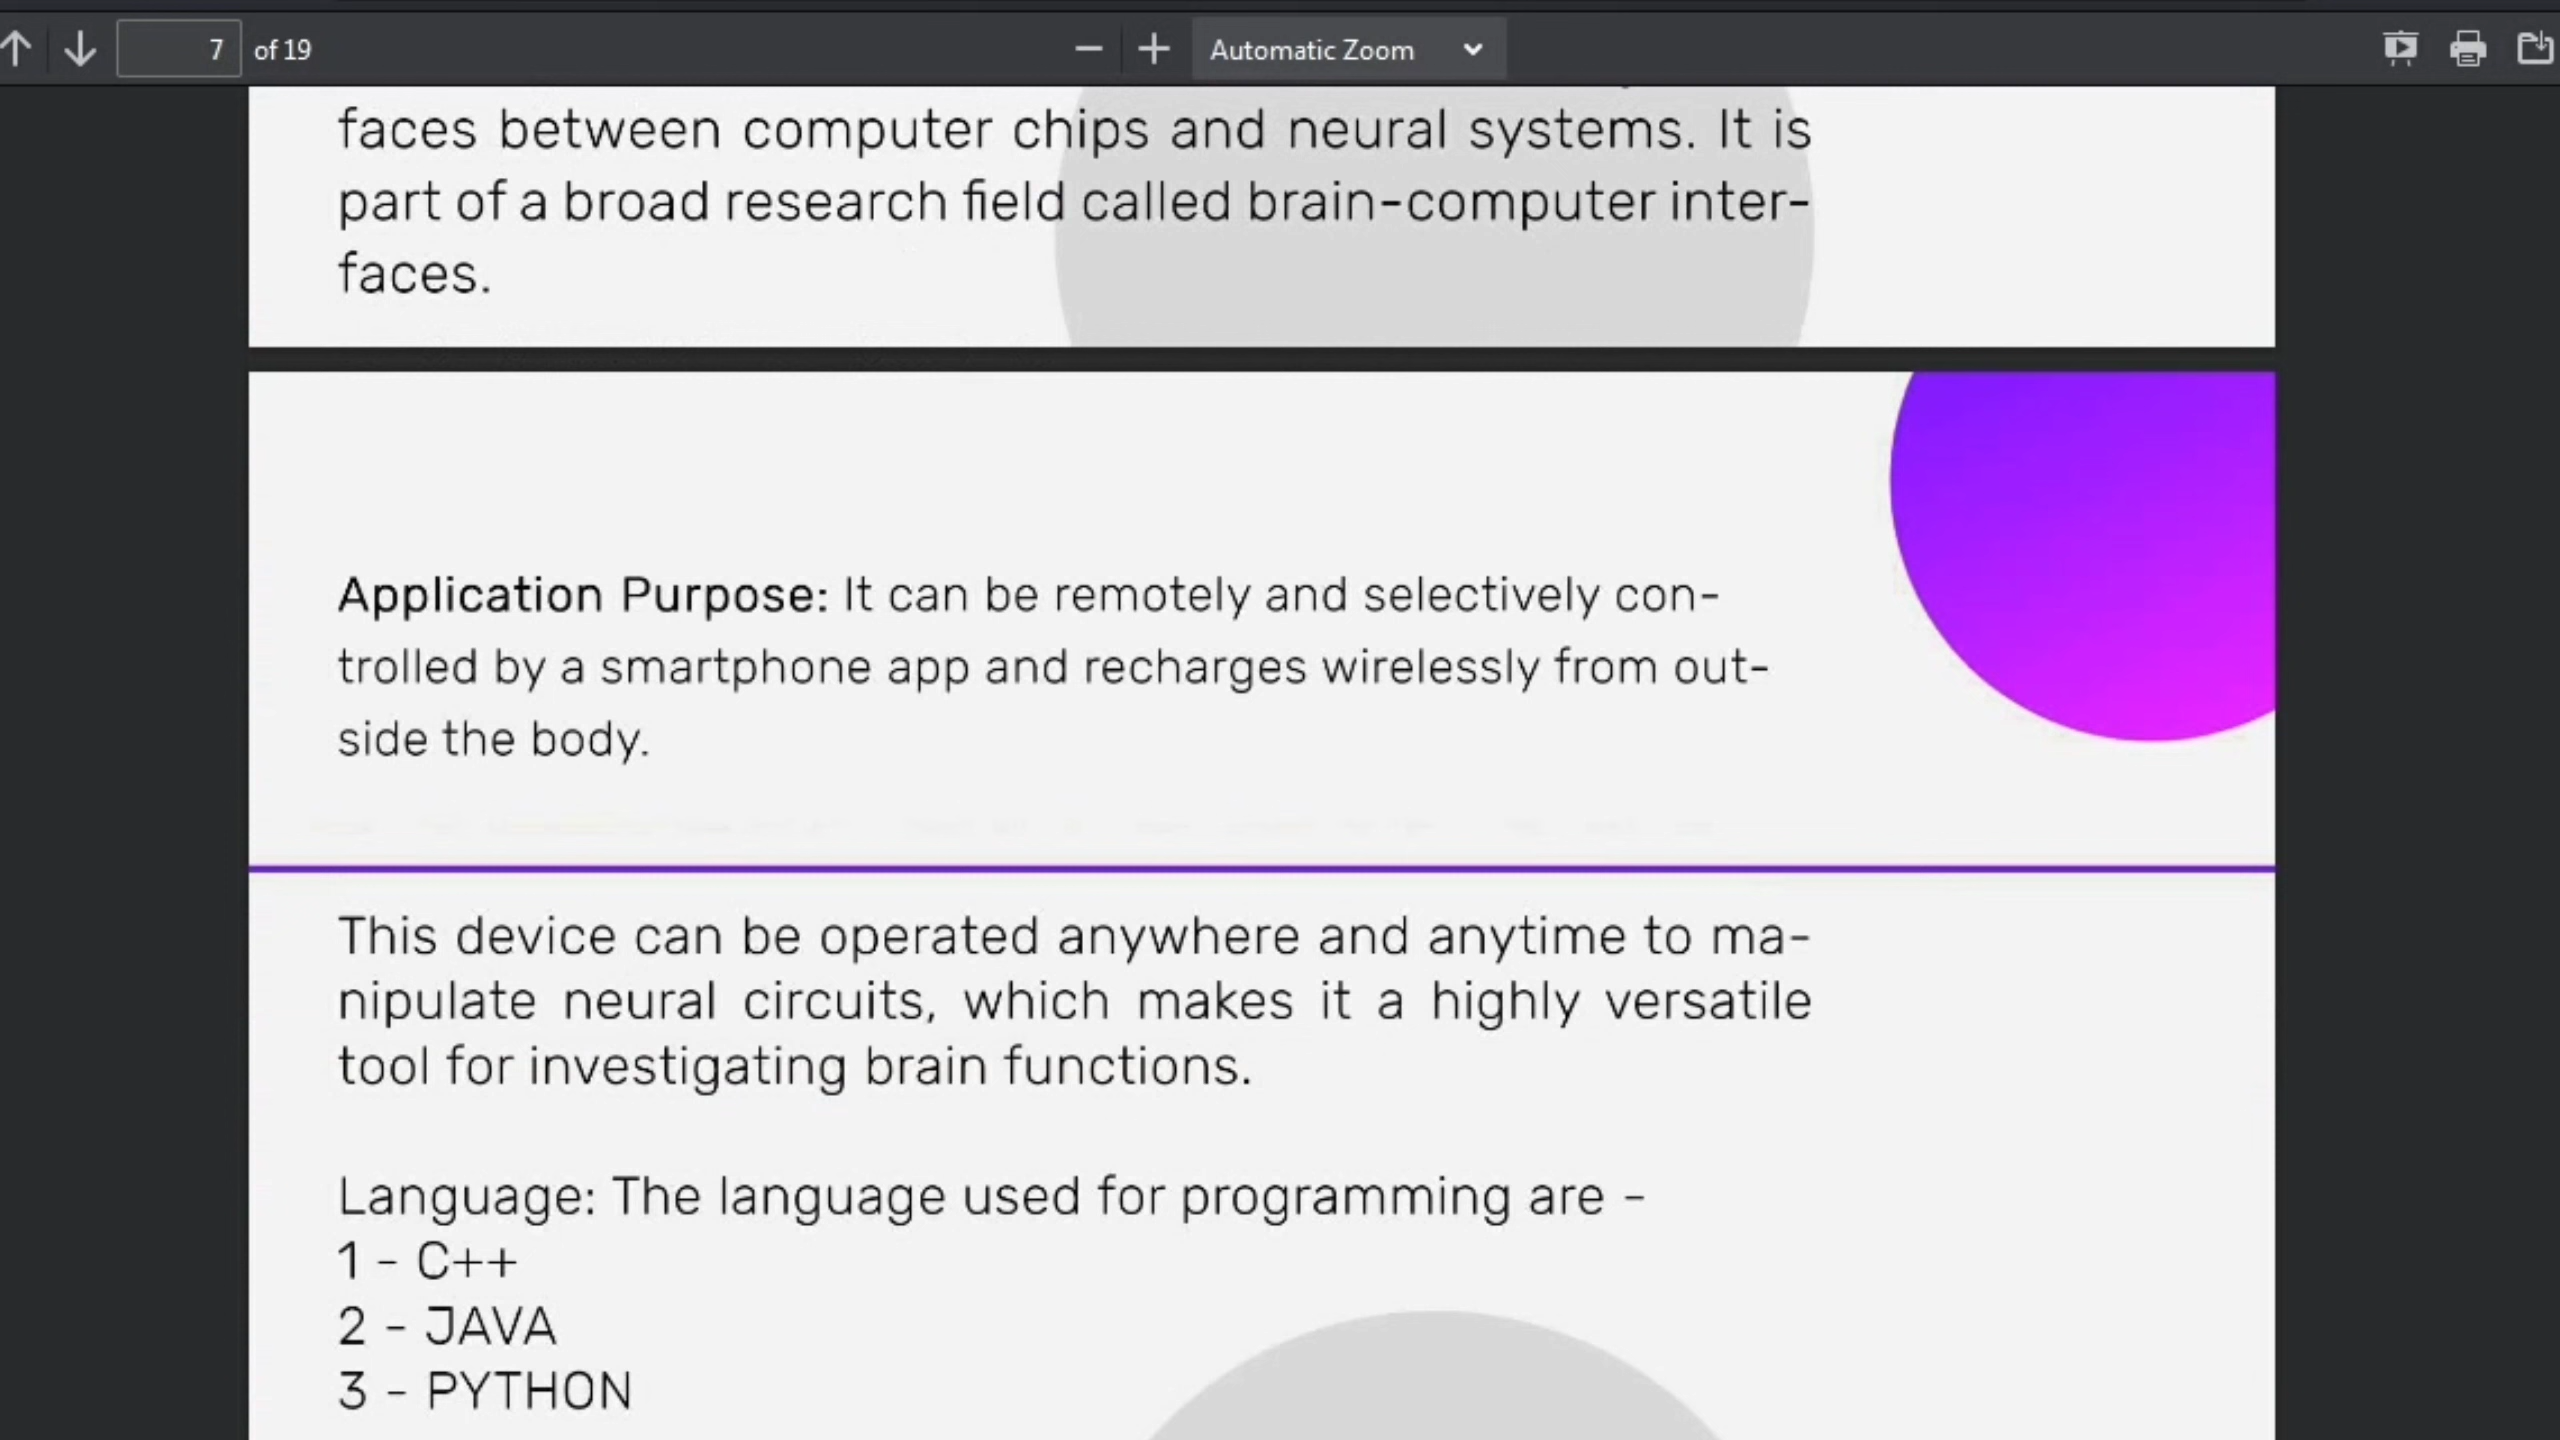 7 of 19
Automatic Zoom
faces between computer chips and neural systems. It is
part of a broad research field called brain-computer inter-
faces.
Application Purpose: It can be remotely and selectively con-
trolled by a smartphone app and recharges wirelessly from out-
side the body.
This device can be operated anywhere and anytime to ma-
nipulate neural circuits, which makes it a highly versatile
tool for investigating brain functions.
Language: The language used for programming are -
1 - C++
2 - JAVA
3 - PYTHON